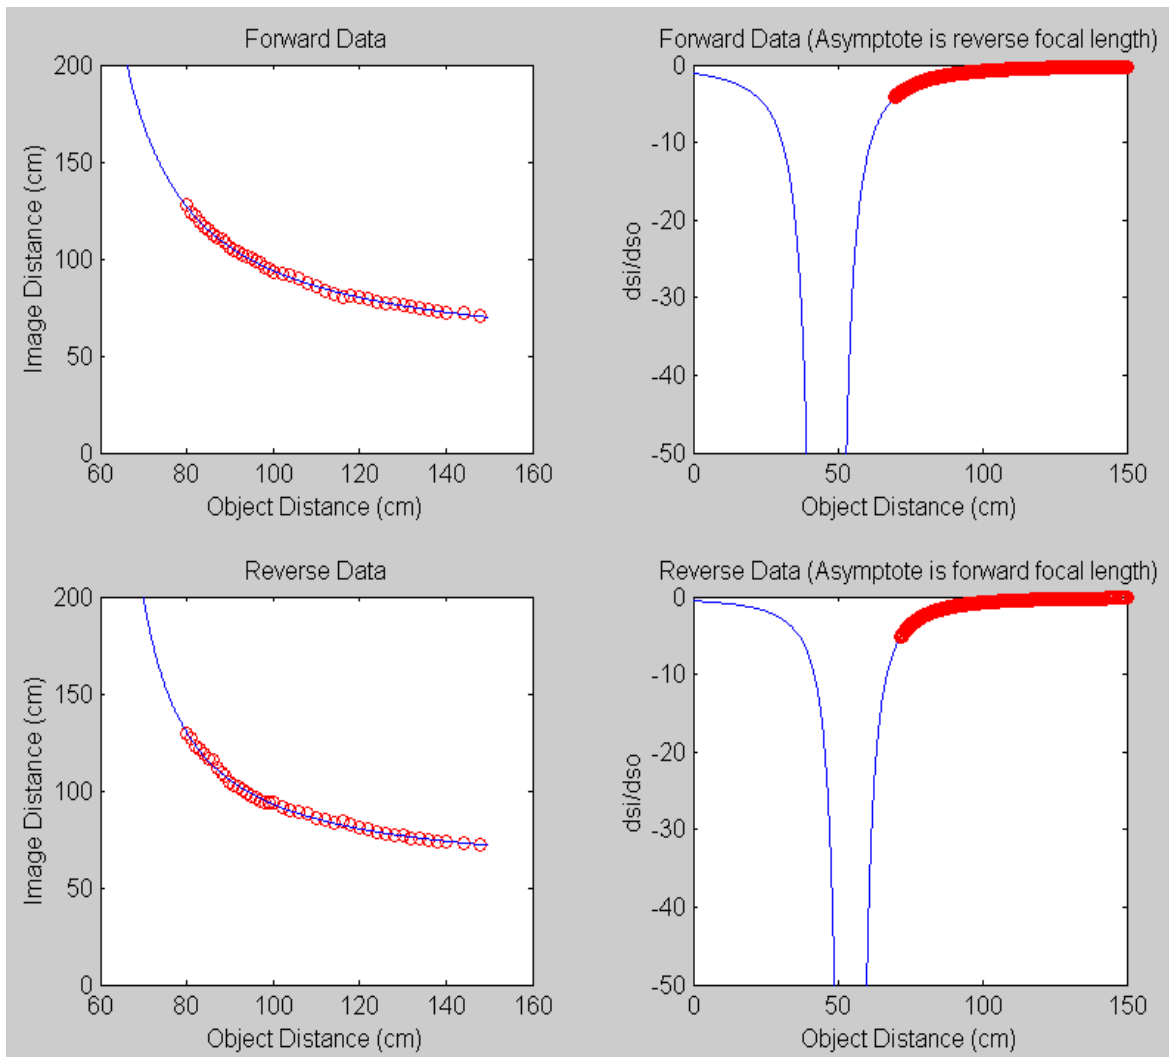 Forward Data
200
150
100
50
0
Image Distance (cm)
60 80 100 120 140 160
Object Distance (cm)
Forward Data (Asymptote is reverse focal length)
0
-10
-20
-30
-40
-50
dsi/dso
0 50 100 150
Object Distance (cm)
Reverse Data
200
150
100
50
0
Image Distance (cm)
60 80 100 120 140 160
Object Distance (cm)
Reverse Data (Asymptote is forward focal length)
0
-10
-20
-30
-40
-50
dsi/dso
0 50 100 150
Object Distance (cm)